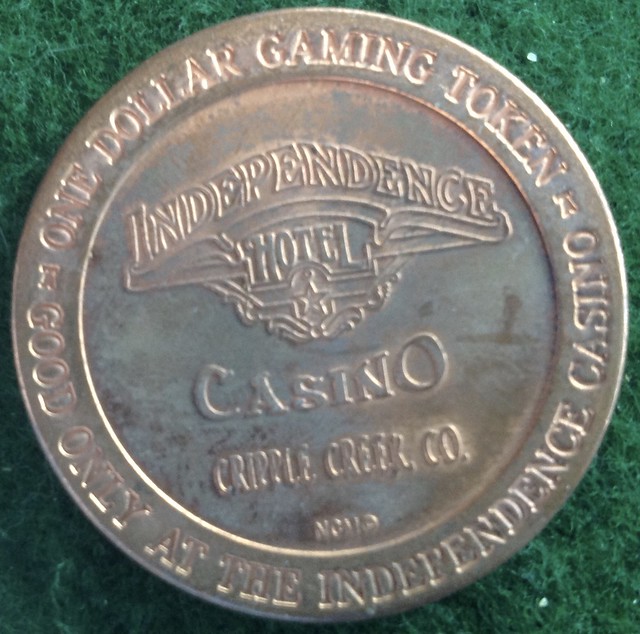 ONE DOLLAR GAMING TOKEN
INDEPENDENCE
HOTEL
CASINO
CRIPPLE CREEK, CO.
GOOD ONLY AT THE INDEPENDENCE CASINO